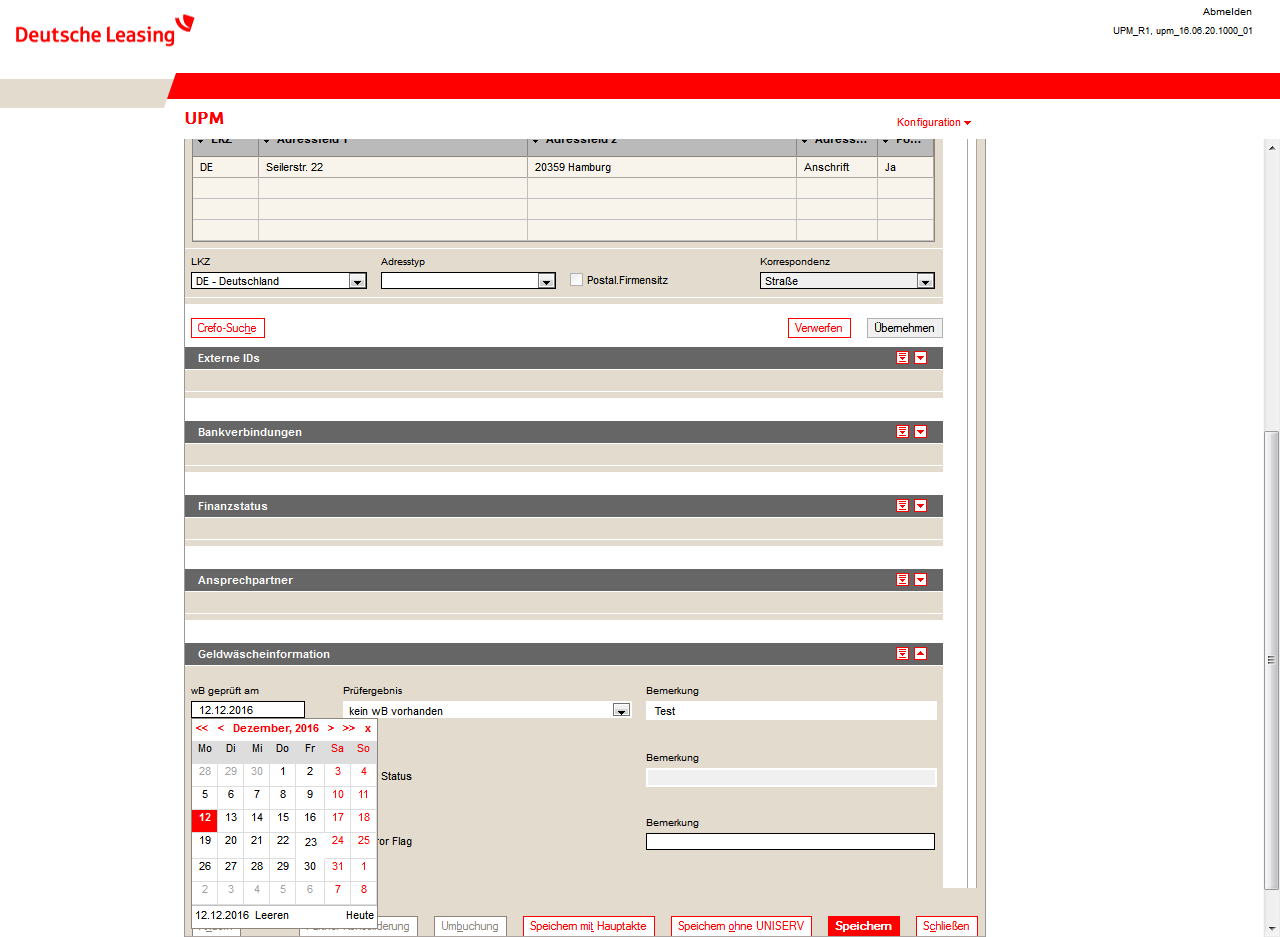 Deutsche Leasing
Abmelden
UPM_R1, upm_16.06.20.1000_01
UPM
Konfiguration
LKZ Adressfeld 1 Adressfeld 2 Adress... Po...
DE Seilerstr. 22 20359 Hamburg Anschrift Ja
LKZ Adresstyp Korrespondenz
DE - Deutschland Postal.Firmensitz Straße
Crefo-Suche Verwerfen Übernehmen
Externe IDs
Bankverbindungen
Finanzstatus
Ansprechpartner
Geldwäscheinformation
wB geprüft am Prüfergebnis Bemerkung
12.12.2016 kein wB vorhanden Test
<< < Dezember, 2016 > >> x
Mo Di Mi Do Fr Sa So
Bemerkung
28 29 30 1 2 3 4 Status
5 6 7 8 9 10 11
12 13 14 15 16 17 18
Bemerkung
19 20 21 22 23 24 25 ror Flag
26 27 28 29 30 31 1
2 3 4 5 6 7 8
12.12.2016 Leeren Heute
Umbuchung Speichern mit Hauptakte Speichern ohne UNISERV Speichern Schließen